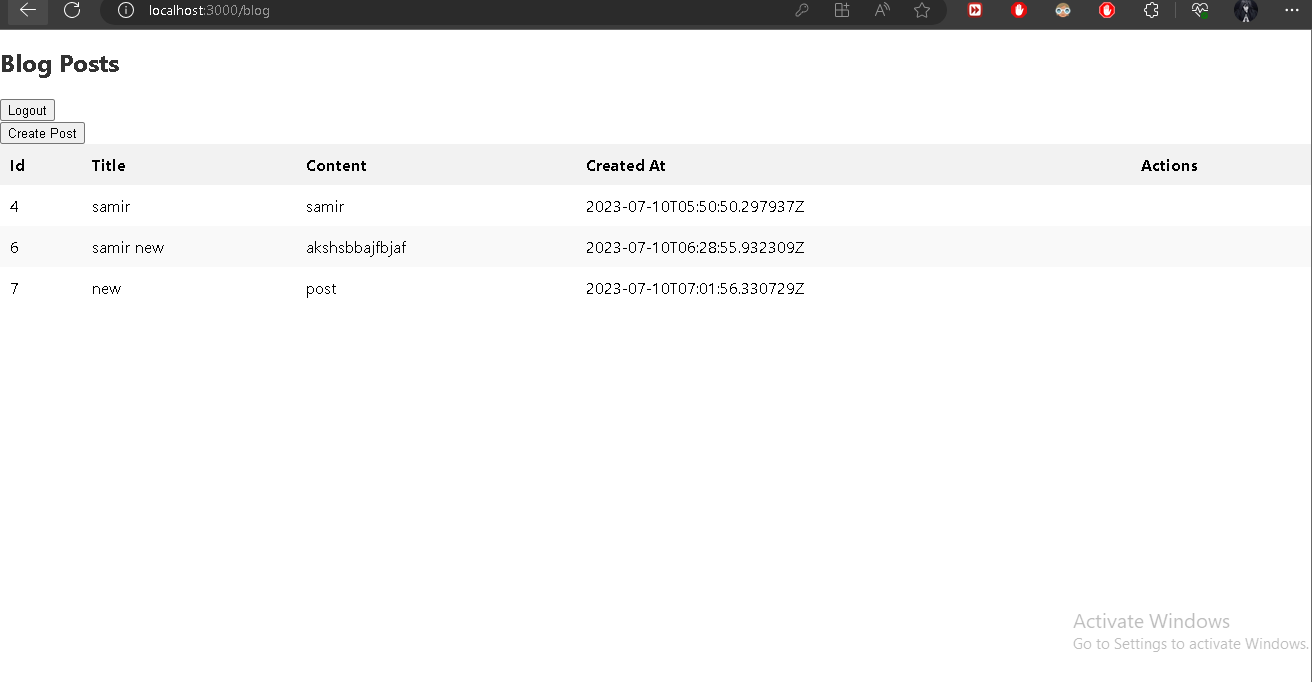 localhost:3000/blog
Blog Posts
Logout
Create Post
Id Title Content Created At Actions
4 samir samir 2023-07-10T05:50:50.297937Z
6 samir new akshsbbajfbjaf 2023-07-10T06:28:55.932309Z
7 new post 2023-07-10T07:01:56.330729Z
Activate Windows
Go to Settings to activate Windows.